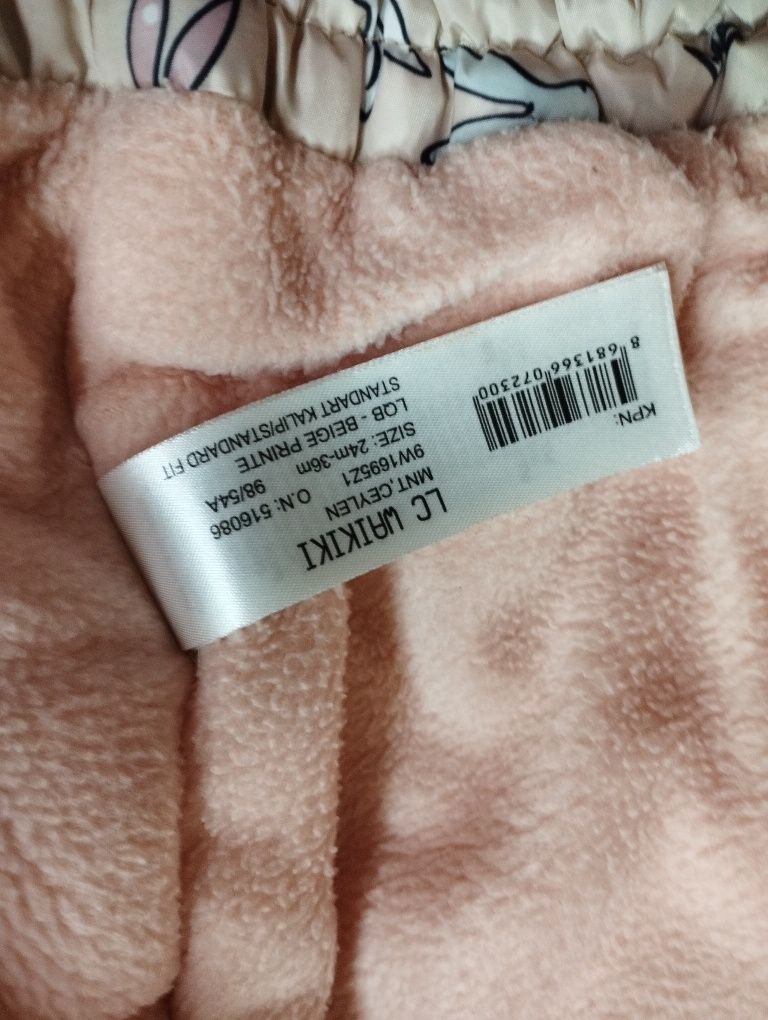 LC WAIKIKI
MNT,CEYLEN
9W1695Z1 O.N: 516086
SIZE: 24m-36m 98/54A
LQB - BEIGE PRINTE
STANDART KALIP/STANDARD FIT
KPN:
8 681366 072300